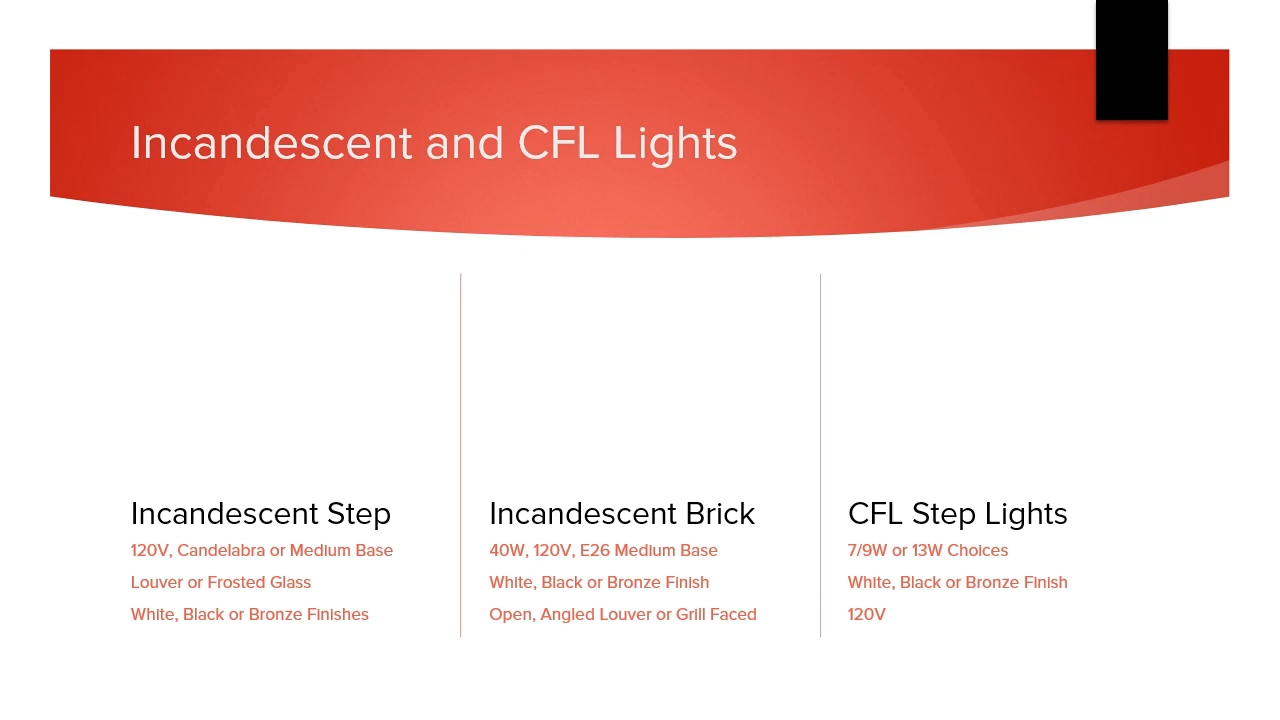 Incandescent and CFL Lights
Incandescent Step
120V, Candelabra or Medium Base
Louver or Frosted Glass
White, Black or Bronze Finishes
Incandescent Brick
40W, 120V, E26 Medium Base
White, Black or Bronze Finish
Open, Angled Louver or Grill Faced
CFL Step Lights
7/9W or 13W Choices
White, Black or Bronze Finish
120V